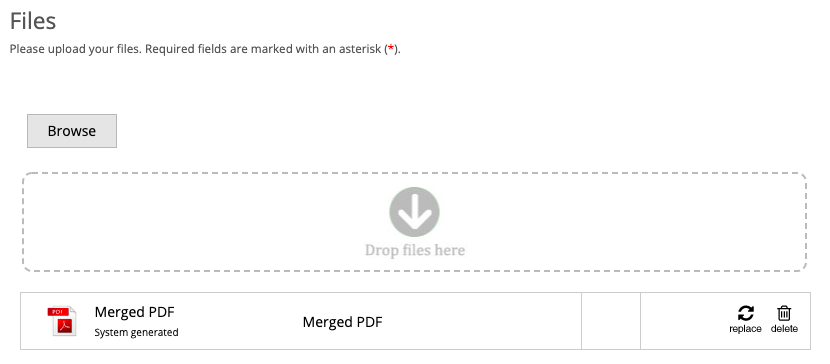 Files
Please upload your files. Required fields are marked with an asterisk (*).
Browse
Drop files here
PDF
Merged PDF
System generated
Merged PDF
replace
delete